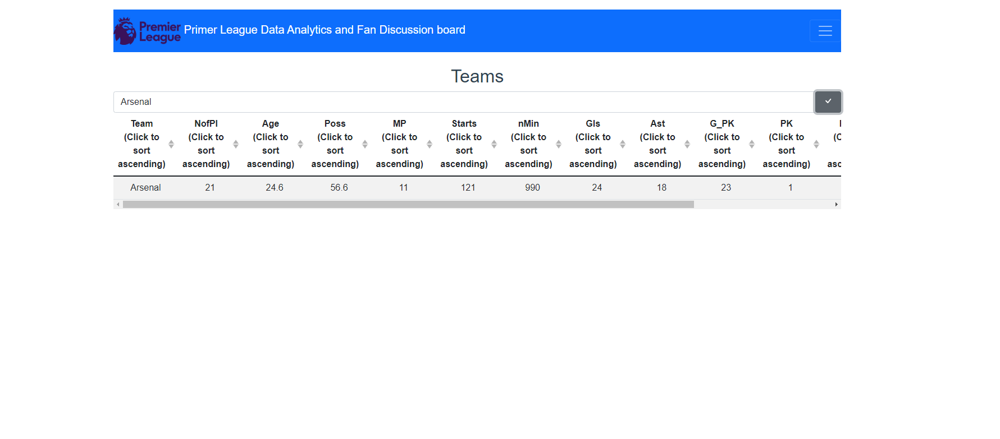 Premier
League
Primer League Data Analytics and Fan Discussion board
Teams
Arsenal
Team NofPl Age Poss MP Starts nMin Gls Ast G_PK PK
(Click to (Click to (Click to (Click to (Click to (Click to (Click to (Click to (Click to (Click to (Click to
sort sort sort sort sort sort sort sort sort sort sort
ascending) ascending) ascending) ascending) ascending) ascending) ascending) ascending) ascending) ascending) ascending)
Arsenal 21 24.6 56.6 11 121 990 24 18 23 1